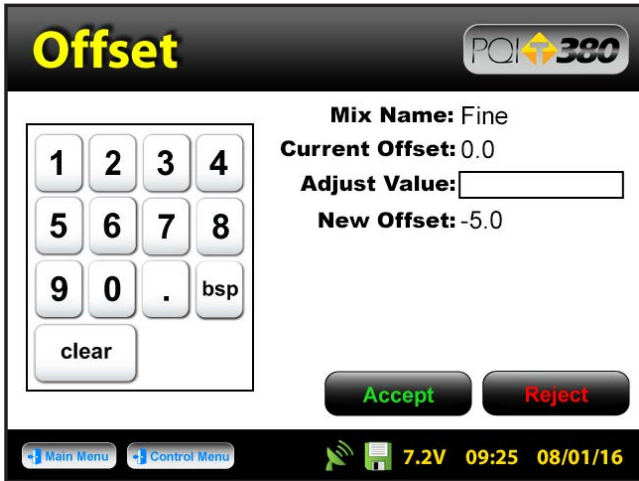 Offset
PQI T 380
Mix Name: Fine
Current Offset: 0.0
Adjust Value:
New Offset: -5.0
1 2 3 4
5 6 7 8
9 0 . bsp
clear
Accept Reject
Main Menu Control Menu 7.2V 09:25 08/01/16